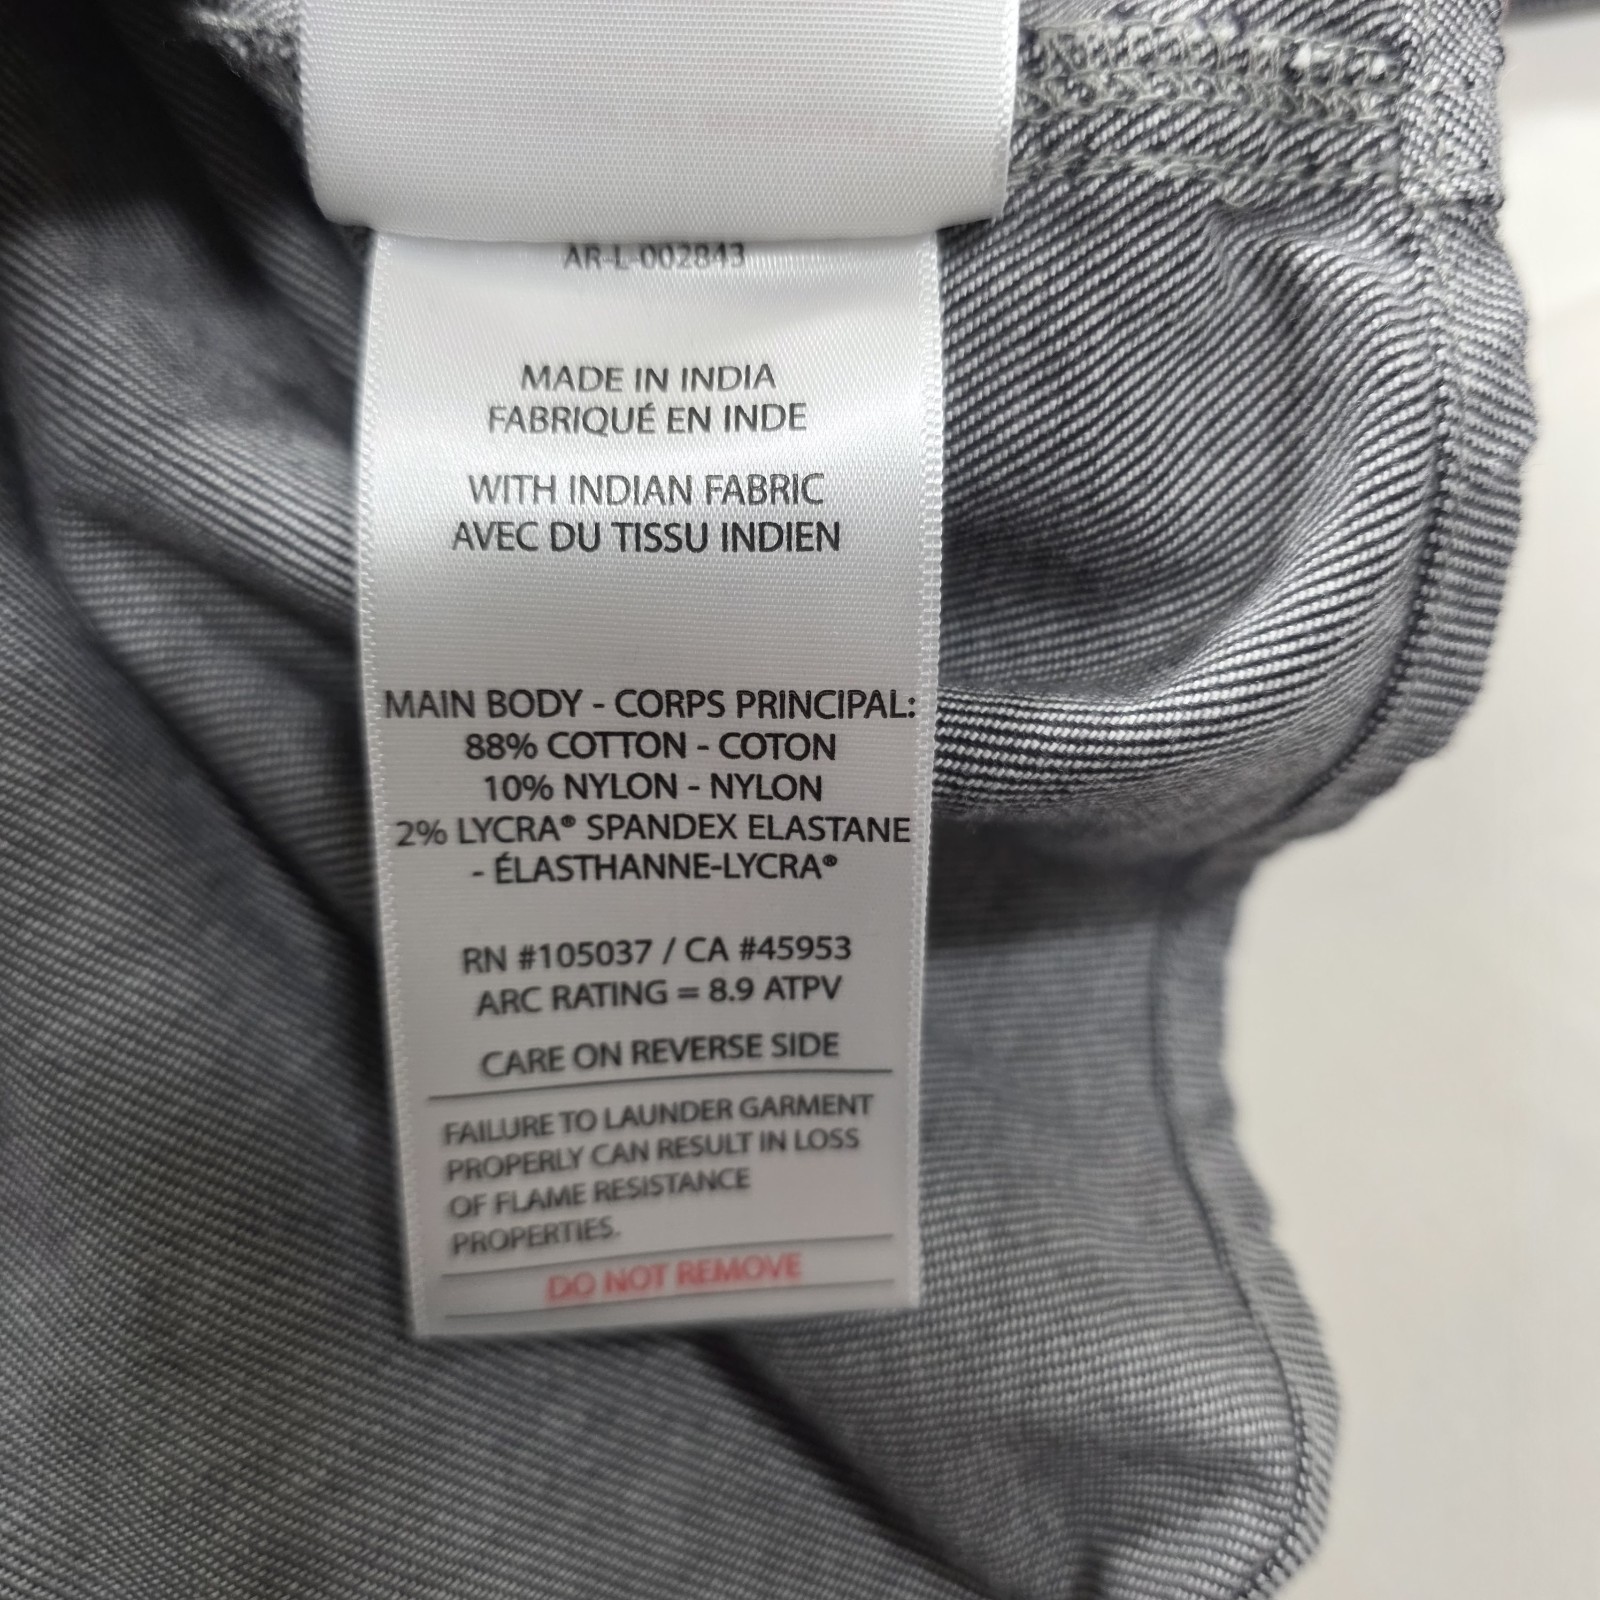 AR-L-002843
MADE IN INDIA
FABRIQUÉ EN INDE
WITH INDIAN FABRIC
AVEC DU TISSU INDIEN
MAIN BODY - CORPS PRINCIPAL:
88% COTTON - COTON
10% NYLON - NYLON
2% LYCRA® SPANDEX ELASTANE
- ÉLASTHANNE-LYCRA®
RN #105037 / CA #45953
ARC RATING = 8.9 ATPV
CARE ON REVERSE SIDE
FAILURE TO LAUNDER GARMENT
PROPERLY CAN RESULT IN LOSS
OF FLAME RESISTANCE
PROPERTIES.
DO NOT REMOVE